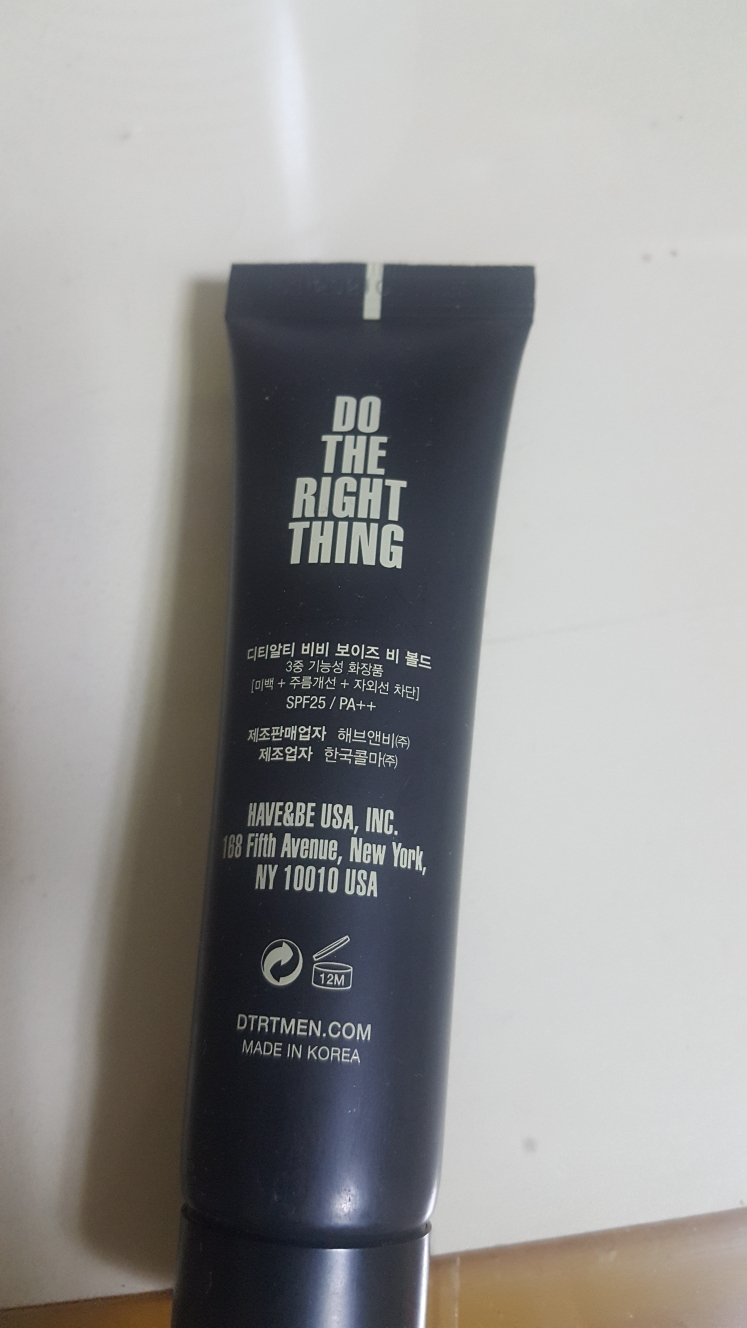 DO
THE
RIGHT
THING
디티알티 비비 보이즈 비 볼드
3중 기능성 화장품
[미백 + 주름개선 + 자외선 차단]
SPF25 / PA++
제조판매업자 해브앤비㈜
제조업자 한국콜마㈜
HAVE&BE USA, INC.
168 Fifth Avenue, New York,
NY 10010 USA
12M
DTRTMEN.COM
MADE IN KOREA